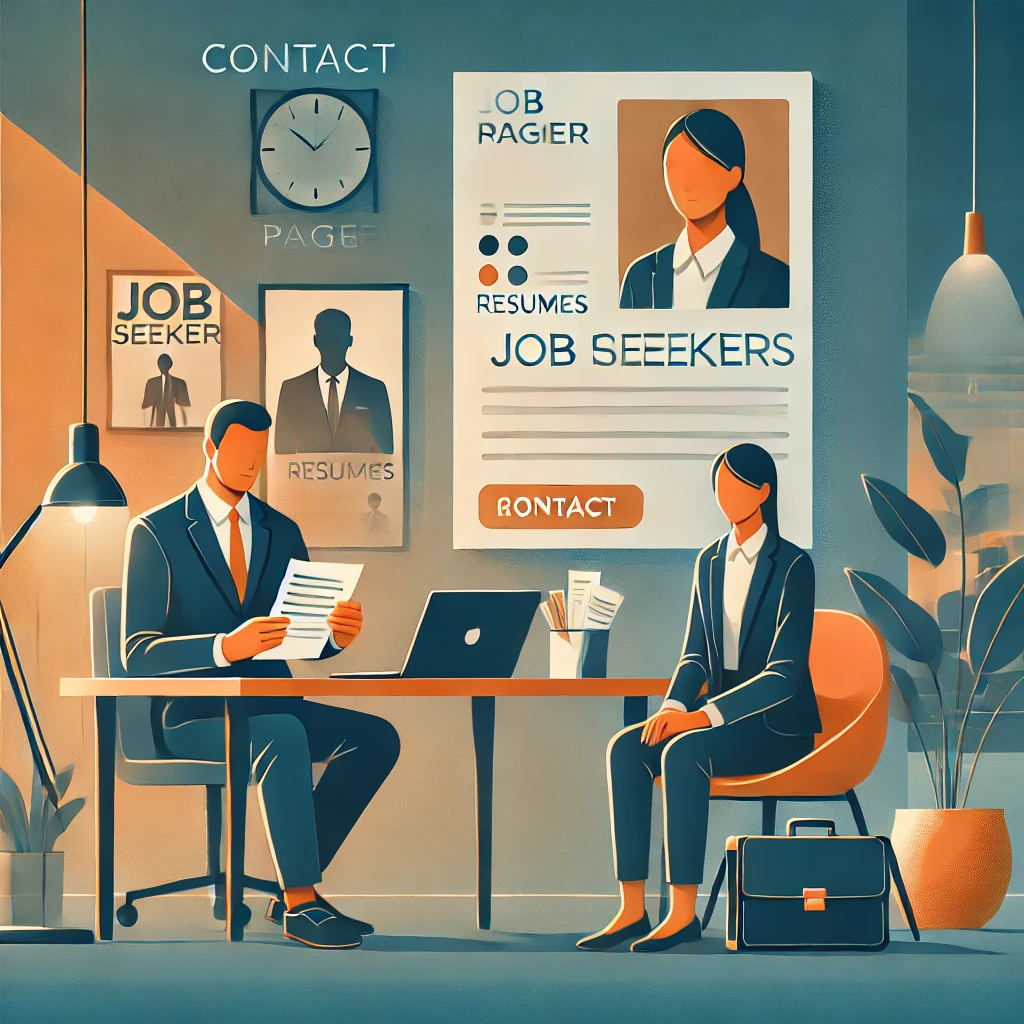 CONTACT
PAGE
JOB
SEEKER
RESUMES
JOB
RAGIER
RESUMES
JOB SEEEKERS
RONTACT